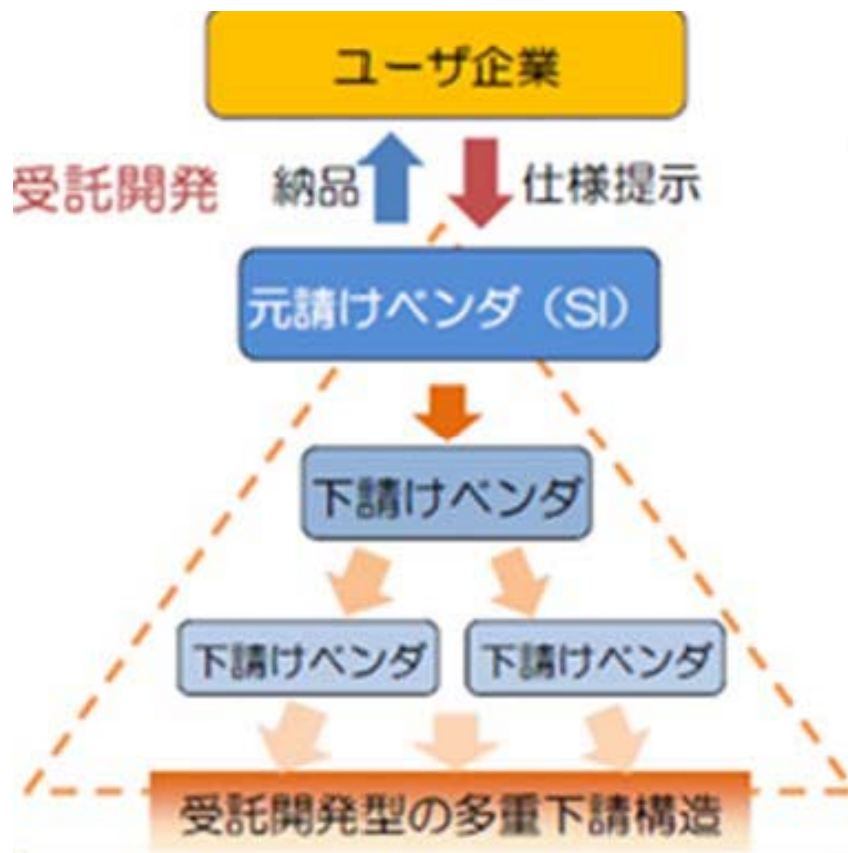 ユーザ企業
受託開発 納品 仕様提示
元請けベンダ（SI）
下請けベンダ
下請けベンダ 下請けベンダ
受託開発型の多重下請構造